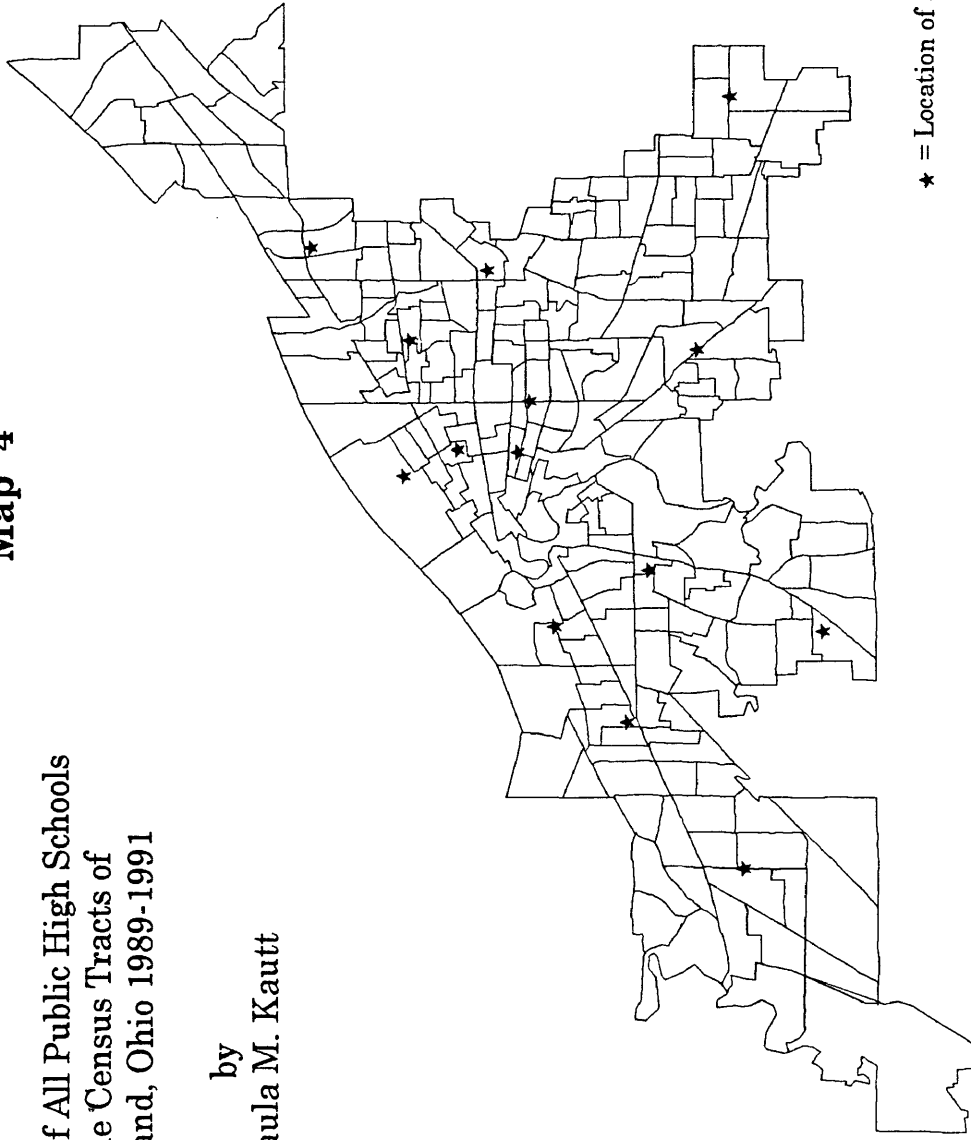 Map 4
f All Public High Schools
e Census Tracts of
and, Ohio 1989-1991
by
aula M. Kautt
★ = Location of